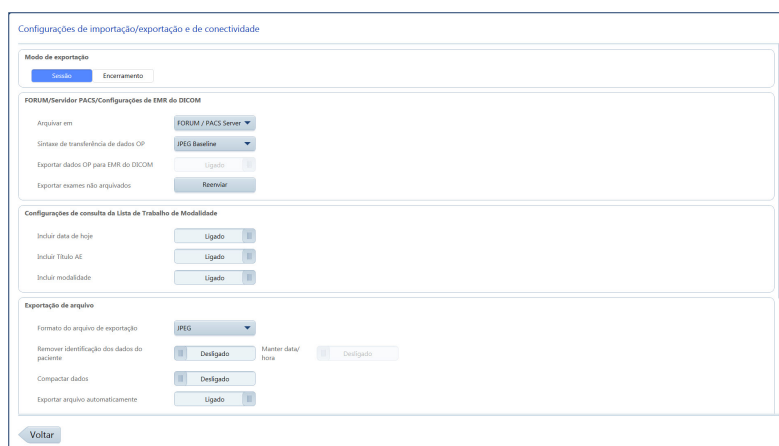 Configurações de importação/exportação e de conectividade
Modo de exportação
Sessão Encerramento
FORUM/Servidor PACS/Configurações de EMR do DICOM
Arquivar em FORUM / PACS Server
Sintaxe de transferência de dados OP JPEG Baseline
Exportar dados OP para EMR do DICOM Ligado
Exportar exames não arquivados Reenviar
Configurações de consulta da Lista de Trabalho de Modalidade
Incluir data de hoje Ligado
Incluir Título AE Ligado
Incluir modalidade Ligado
Exportação de arquivo
Formato do arquivo de exportação JPEG
Remover identificação dos dados do
paciente Desligado Manter data/
hora Desligado
Compactar dados Desligado
Exportar arquivo automaticamente Ligado
Voltar